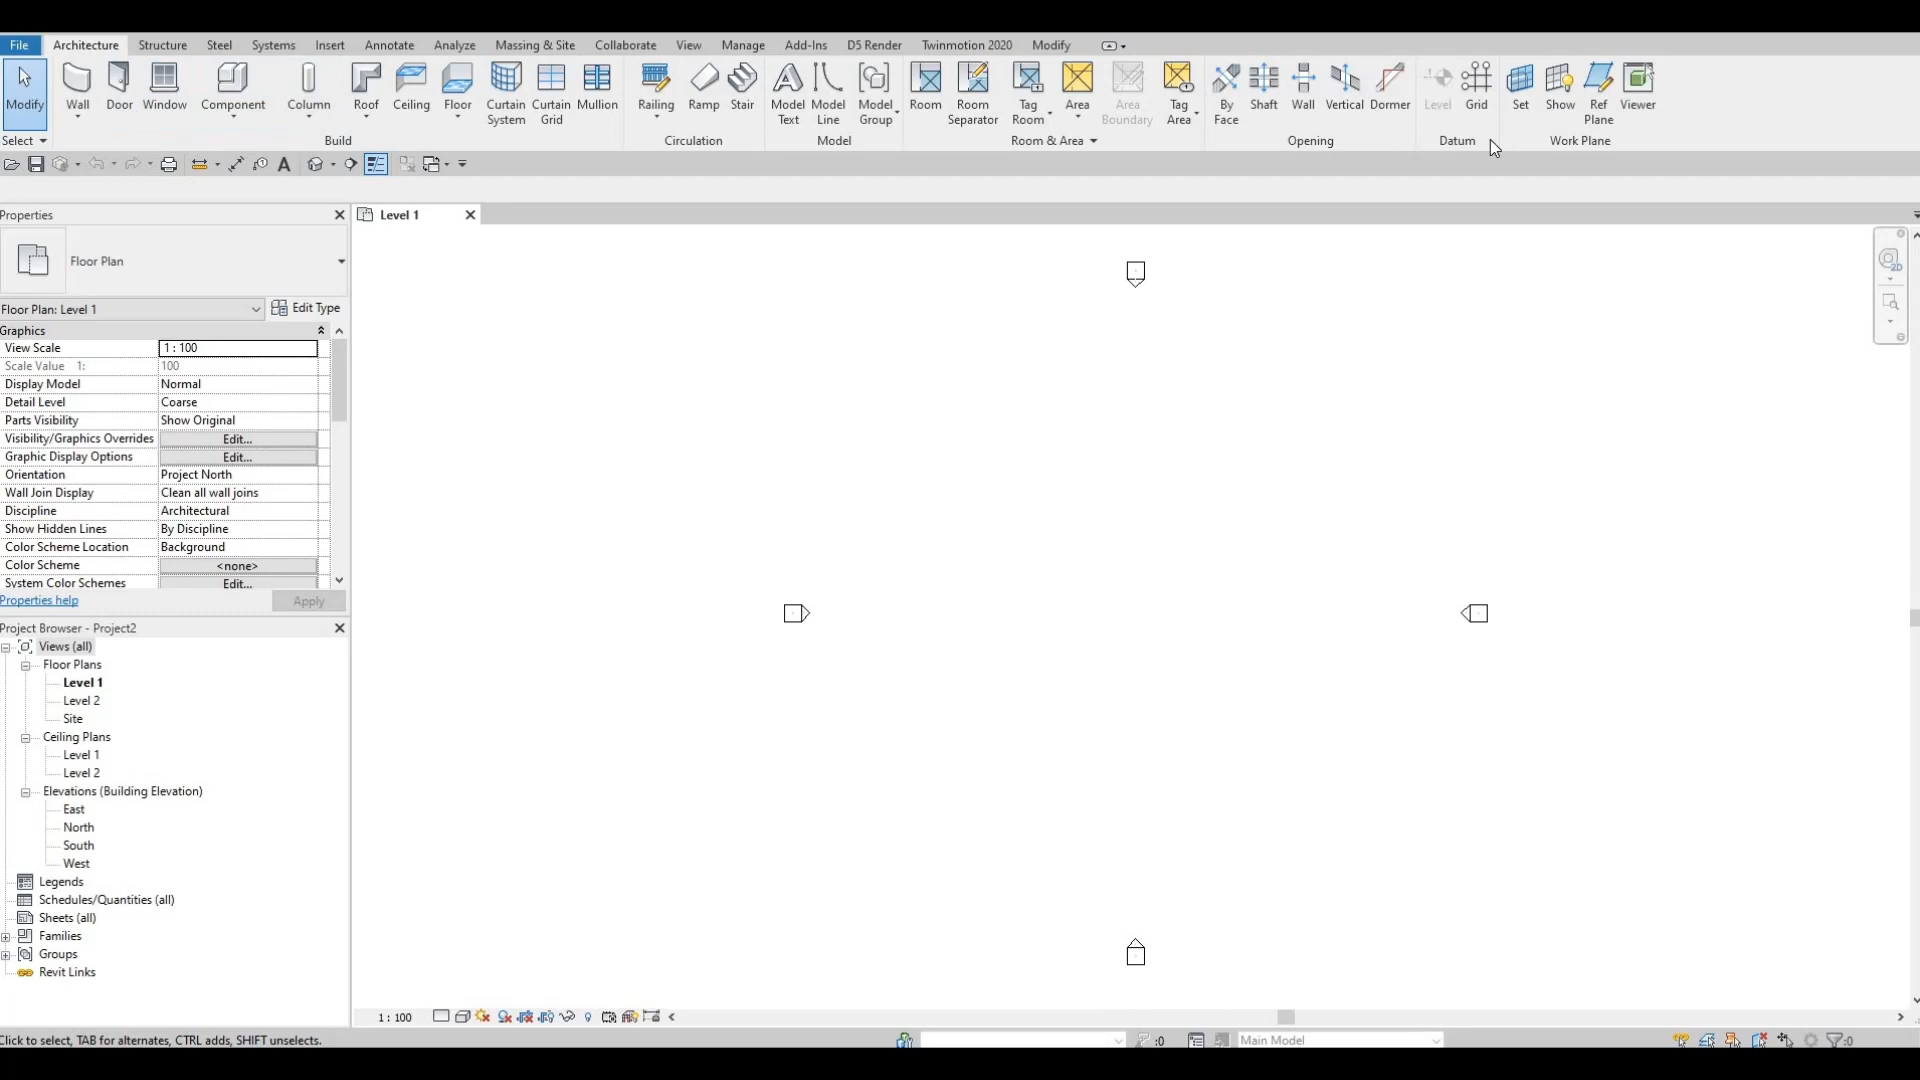 File Architecture Structure Steel Systems Insert Annotate Analyze Massing & Site Collaborate View Manage Add-Ins D5 Render Twinmotion 2020 Modify
Modify Wall Door Window Component Column Roof Ceiling Floor Curtain System Curtain Grid Mullion Railing Ramp Stair Model Text Model Line Model Group Room Room Separator Tag Room Area Area Boundary Tag Area By Face Shaft Wall Vertical Dormer Level Grid Set Show Ref Plane Viewer
Select Build Circulation Model Room & Area Opening Datum Work Plane
Properties
Level 1
Floor Plan
Floor Plan: Level 1 Edit Type
Graphics
View Scale 1 : 100
Scale Value 1: 100
Display Model Normal
Detail Level Coarse
Parts Visibility Show Original
Visibility/Graphics Overrides Edit...
Graphic Display Options Edit...
Orientation Project North
Wall Join Display Clean all wall joins
Discipline Architectural
Show Hidden Lines By Discipline
Color Scheme Location Background
Color Scheme <none>
System Color Schemes Edit...
Properties help Apply
Project Browser - Project2
Views (all)
Floor Plans
Level 1
Level 2
Site
Ceiling Plans
Level 1
Level 2
Elevations (Building Elevation)
East
North
South
West
Legends
Schedules/Quantities (all)
Sheets (all)
Families
Groups
Revit Links
1 : 100
Click to select, TAB for alternates, CTRL adds, SHIFT unselects. :0 Main Model :0